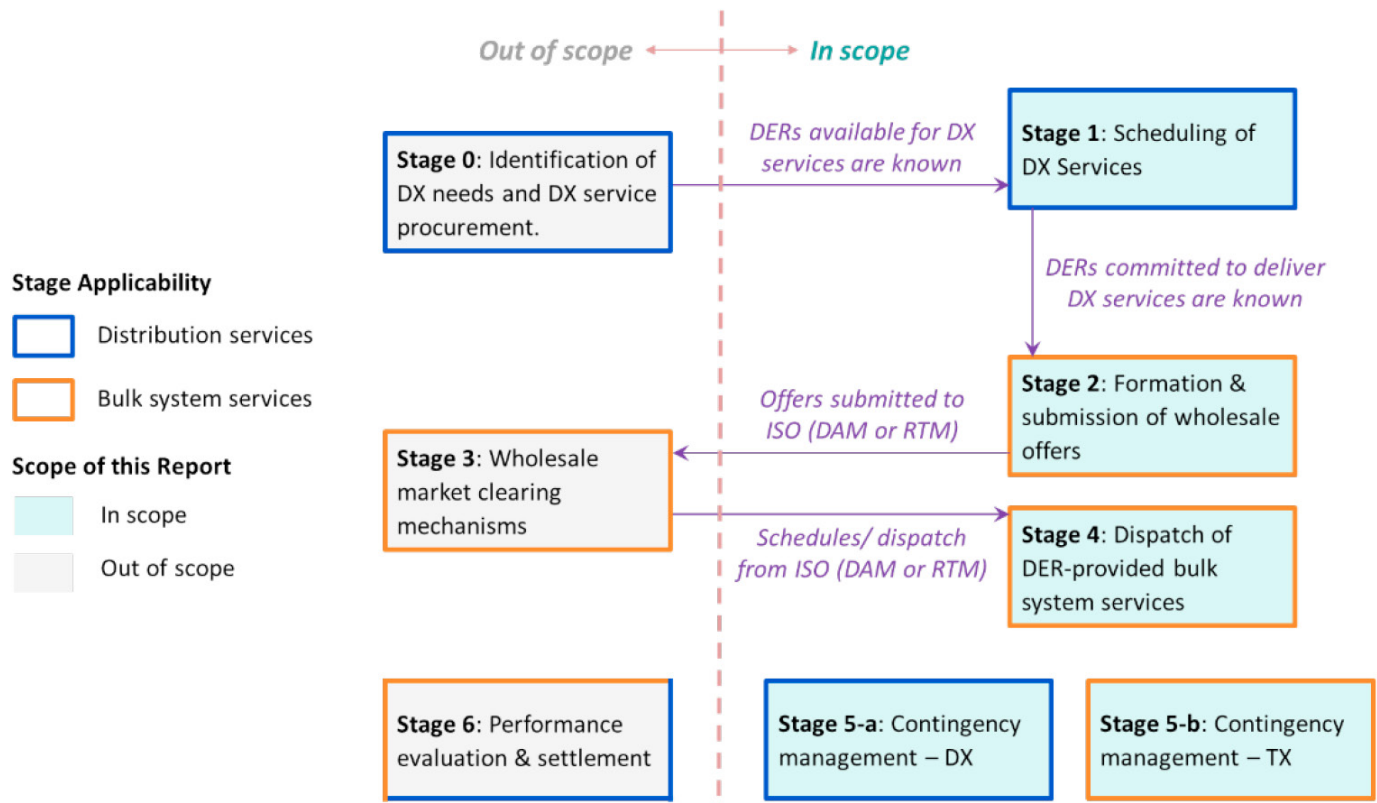 Out of scope
In scope
Stage 0: Identification of
DX needs and DX service
procurement.
DERs available for DX
services are known
Stage 1: Scheduling of
DX Services
DERs committed to deliver
DX services are known
Stage Applicability
Distribution services
Bulk system services
Scope of this Report
In scope
Out of scope
Stage 2: Formation &
submission of wholesale
offers
Offers submitted to
ISO (DAM or RTM)
Stage 3: Wholesale
market clearing
mechanisms
Schedules/ dispatch
from ISO (DAM or RTM)
Stage 4: Dispatch of
DER-provided bulk
system services
Stage 6: Performance
evaluation & settlement
Stage 5-a: Contingency
management – DX
Stage 5-b: Contingency
management – TX